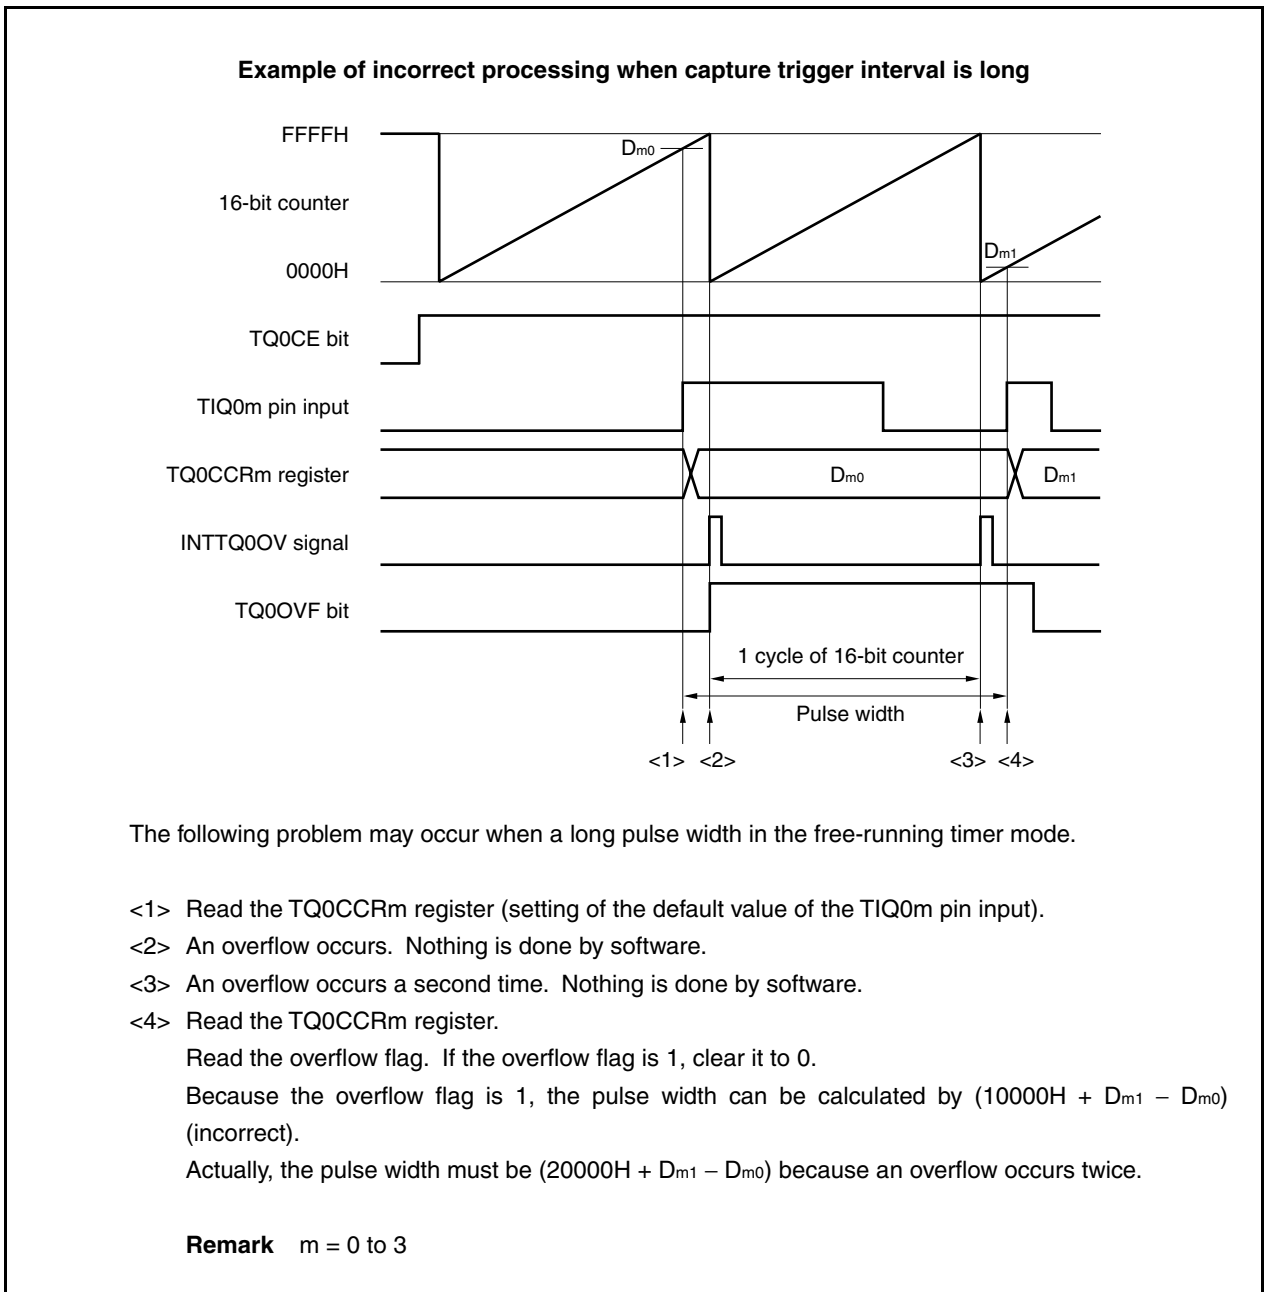 Example of incorrect processing when capture trigger interval is long
FFFFH
Dm0
16-bit counter
Dm1
0000H
TQ0CE bit
TIQ0m pin input
TQ0CCRm register
Dm0
Dm1
INTTQ0OV signal
TQ0OVF bit
1 cycle of 16-bit counter
Pulse width
<1> <2> <3> <4>
The following problem may occur when a long pulse width in the free-running timer mode.
<1> Read the TQ0CCRm register (setting of the default value of the TIQ0m pin input).
<2> An overflow occurs. Nothing is done by software.
<3> An overflow occurs a second time. Nothing is done by software.
<4> Read the TQ0CCRm register.
Read the overflow flag. If the overflow flag is 1, clear it to 0.
Because the overflow flag is 1, the pulse width can be calculated by (10000H + Dm1 − Dm0)
(incorrect).
Actually, the pulse width must be (20000H + Dm1 − Dm0) because an overflow occurs twice.
Remark m = 0 to 3